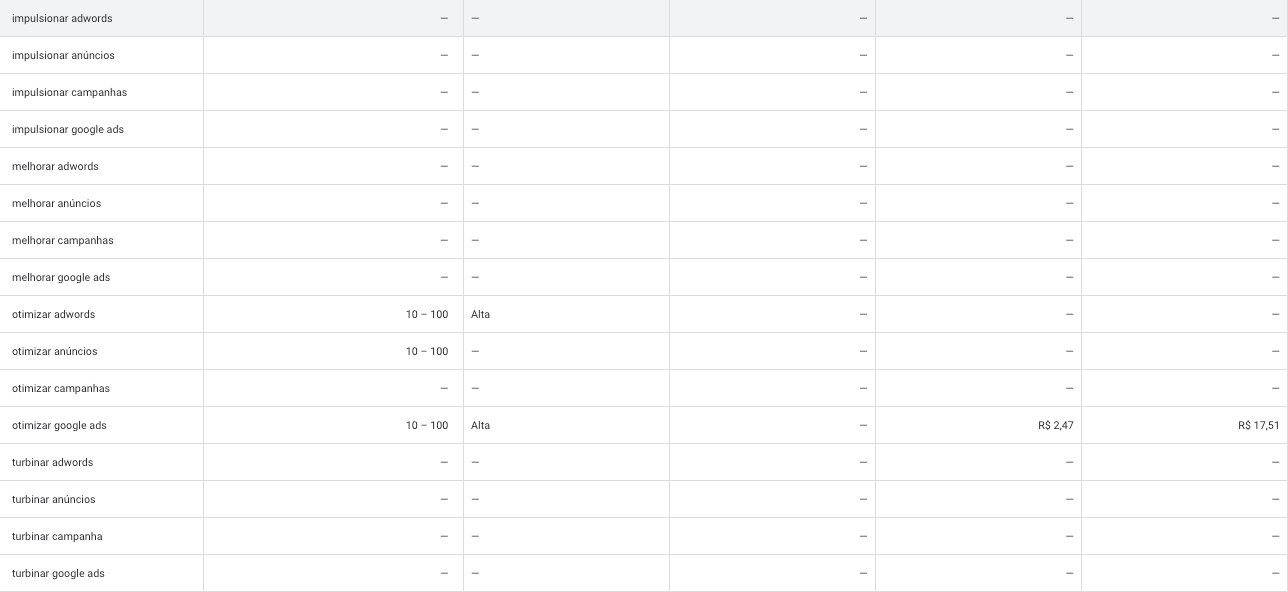 impulsionar adwords — — — — —
impulsionar anúncios — — — — —
impulsionar campanhas — — — — —
impulsionar google ads — — — — —
melhorar adwords — — — — —
melhorar anúncios — — — — —
melhorar campanhas — — — — —
melhorar google ads — — — — —
otimizar adwords 10 – 100 Alta — — —
otimizar anúncios 10 – 100 — — — —
otimizar campanhas — — — — —
otimizar google ads 10 – 100 Alta — R$ 2,47 R$ 17,51
turbinar adwords — — — — —
turbinar anúncios — — — — —
turbinar campanha — — — — —
turbinar google ads — — — — —